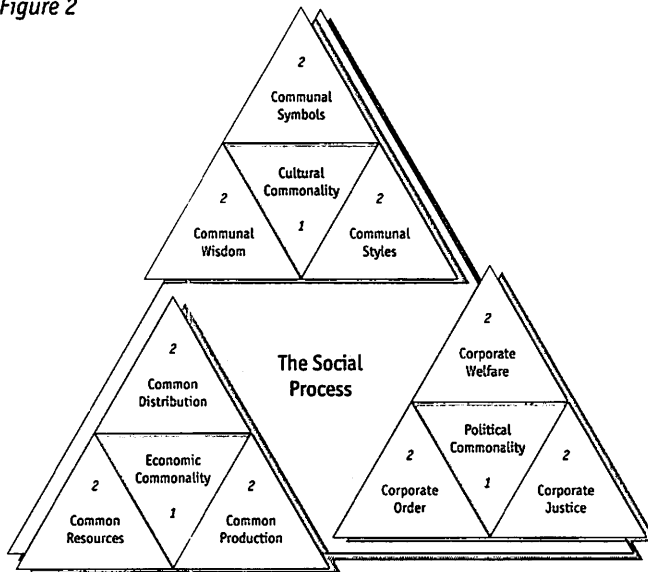 Figure 2
2
Communal
Symbols
Cultural
Commonality
1
2
Communal
Wisdom
2
Communal
Styles
The Social
Process
2
Common
Distribution
Economic
Commonality
1
2
Common
Resources
2
Common
Production
2
Corporate
Welfare
Political
Commonality
1
2
Corporate
Order
2
Corporate
Justice